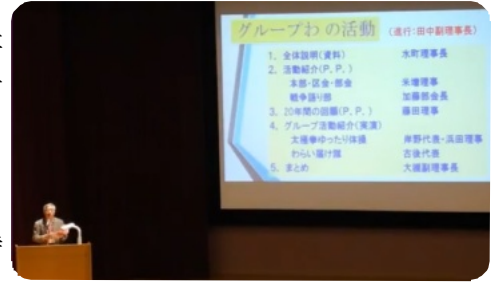 グループわ の活動 (進行:田中副理事長)
1. 全体説明(資料) 水町理事長
2. 活動紹介(P.P.)
本部・区会・部会 米増理事
戦争語り部 加藤部会長
3. 20年間の回顧(P.P.) 藤田理事
4. グループ活動紹介(実演)
太極拳ゆったり体操 岸野代表・浜田理事
わらい届け隊 古後代表
5. まとめ 副理事長